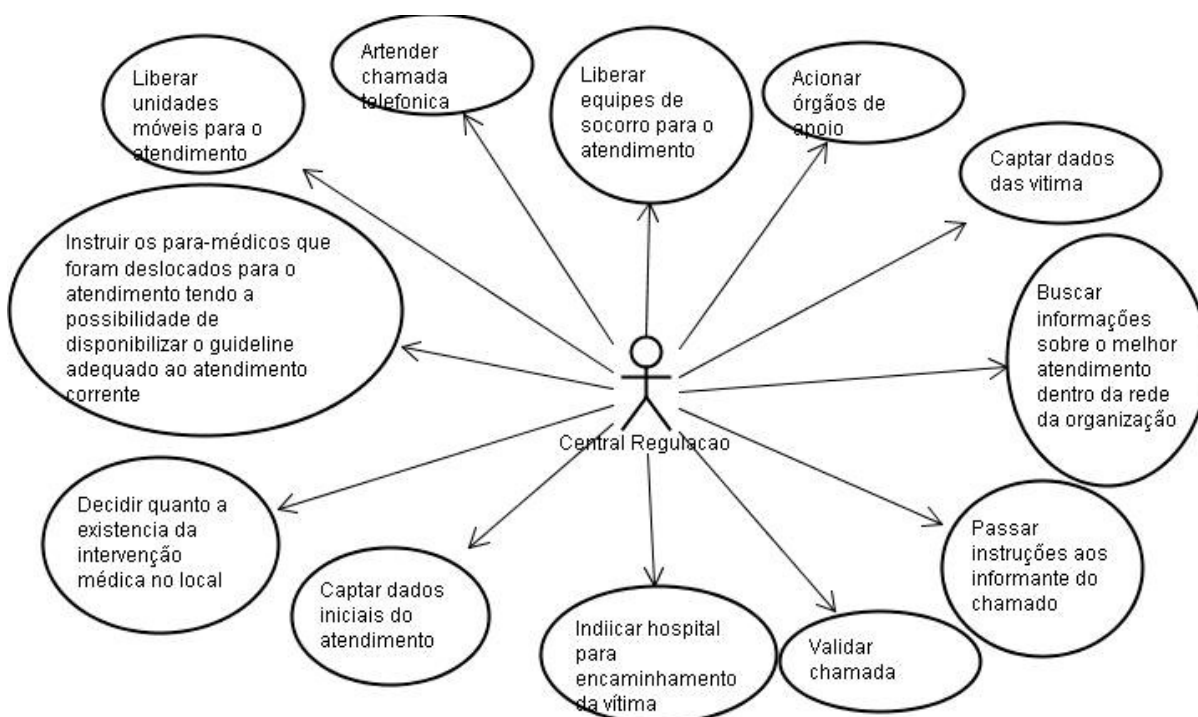 Liberar
unidades
móveis para o
atendimento
Artender
chamada
telefonica
Liberar
equipes de
socorro para o
atendimento
Acionar
órgãos de
apoio
Captar dados
das vitima
Instruir os para-médicos que
foram deslocados para o
atendimento tendo a
possibilidade de
disponibilizar o guideline
adequado ao atendimento
corrente
Buscar
informações
sobre o melhor
atendimento
dentro da rede
da organização
Central Regulacao
Decidir quanto a
existencia da
intervenção
médica no local
Captar dados
iniciais do
atendimento
Indiicar hospital
para
encaminhamento
da vítima
Validar
chamada
Passar
instruções aos
informante do
chamado